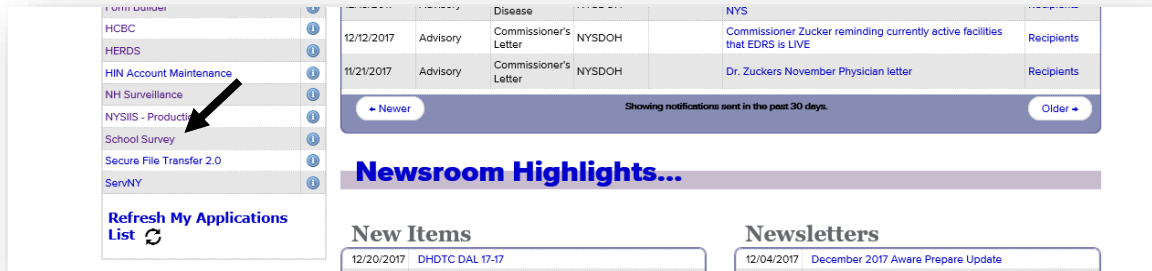 Form Builder
HCBC
HERDS
HIN Account Maintenance
NH Surveillance
NYSIIS - Producti
School Survey
Secure File Transfer 2.0
ServNY
Refresh My Applications
List
Disease
NYS
12/12/2017 Advisory Commissioner's Letter NYSDOH Commissioner Zucker reminding currently active facilities that EDRS is LIVE Recipients
11/21/2017 Advisory Commissioner's Letter NYSDOH Dr. Zuckers November Physician letter Recipients
← Newer
Showing notifications sent in the past 30 days.
Older →
Newsroom Highlights...
New Items
12/20/2017 DHDTC DAL 17-17
Newsletters
12/04/2017 December 2017 Aware Prepare Update